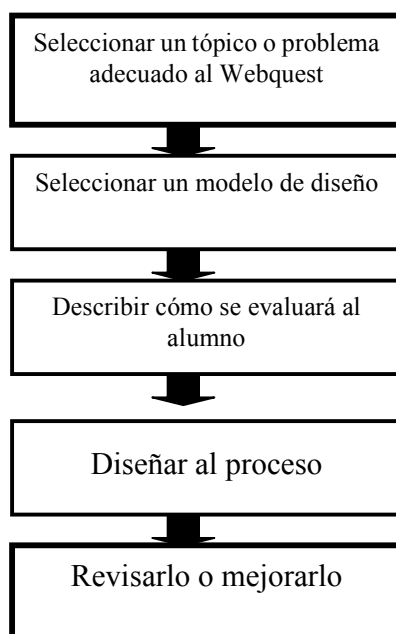 Seleccionar un tópico o problema
adecuado al Webquest
Seleccionar un modelo de diseño
Describir cómo se evaluará al
alumno
Diseñar al proceso
Revisarlo o mejorarlo